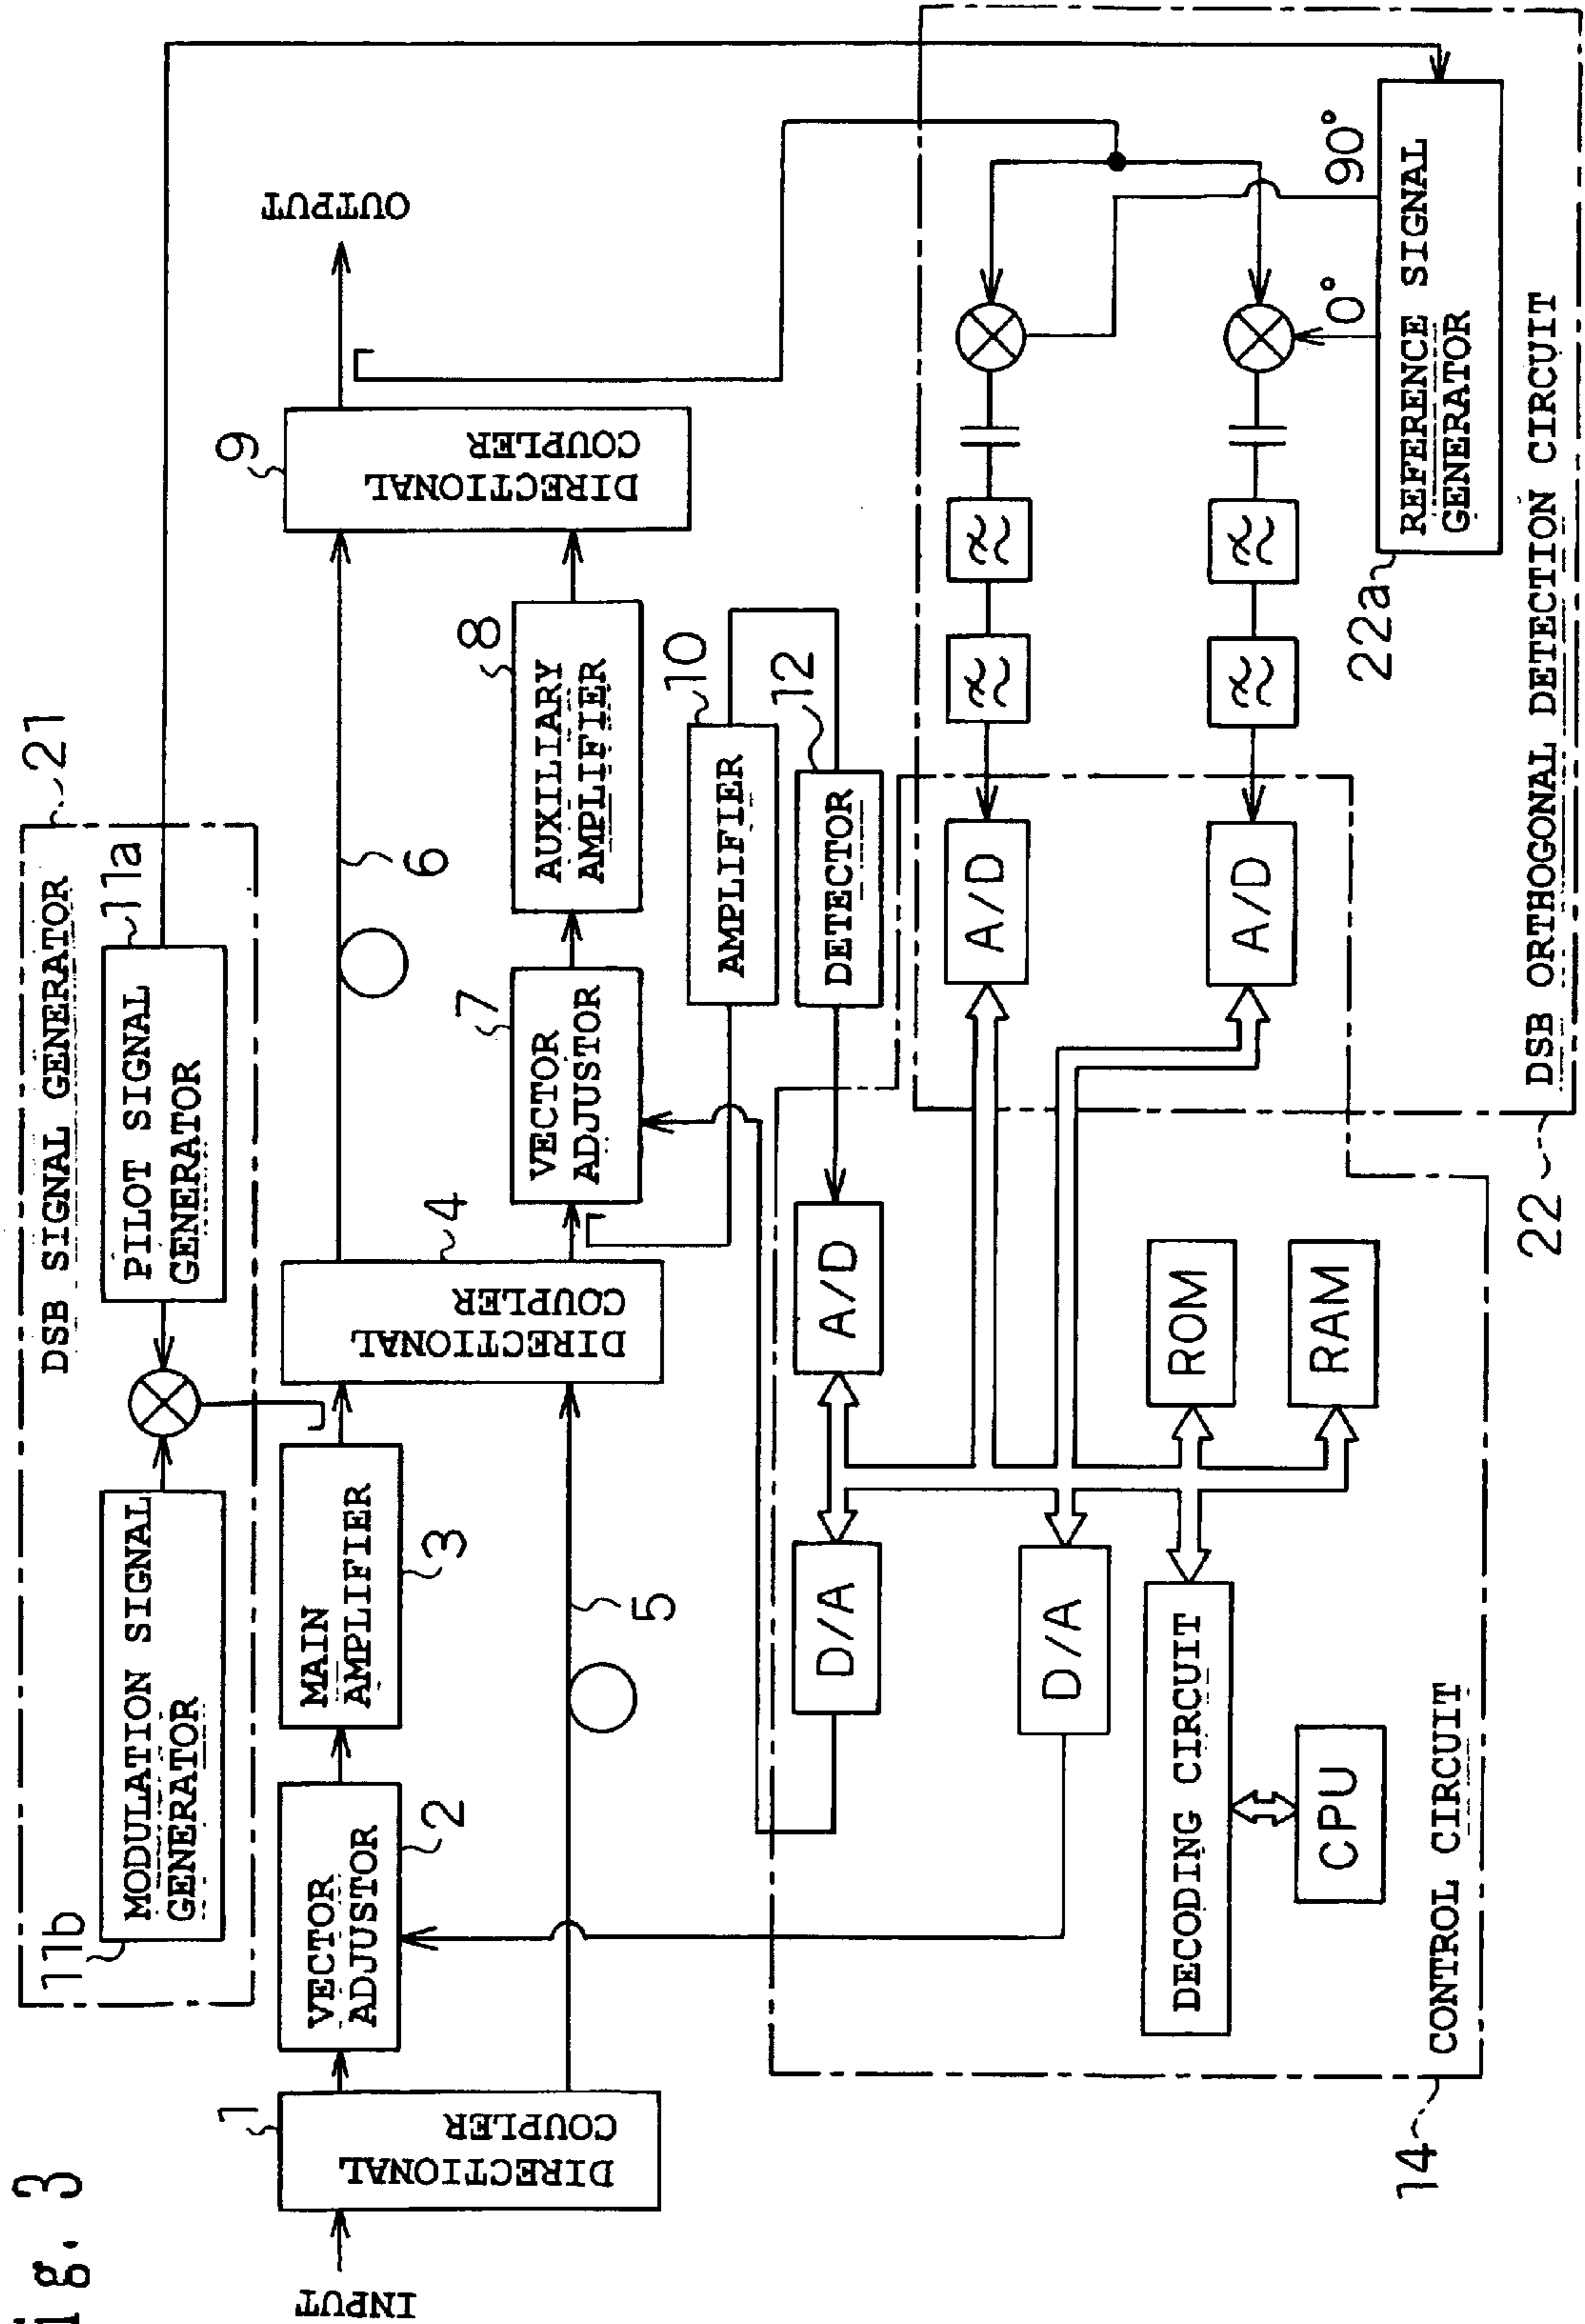 ig. 3
11b
MODULATION SIGNAL
GENERATOR
DSB SIGNAL GENERATOR
PILOT SIGNAL
GENERATOR
11a
21
INPUT
1
DIRECTIONAL
COUPLER
VECTOR
ADJUSTOR
2
MAIN
AMPLIFIER
3
DIRECTIONAL
COUPLER
4
5
6
VECTOR
ADJUSTOR
7
AUXILIARY
AMPLIFIER
8
DIRECTIONAL
COUPLER
9
OUTPUT
AMPLIFIER
10
DETECTOR
12
D/A
A/D
D/A
A/D
A/D
DECODING CIRCUIT
CPU
ROM
RAM
CONTROL CIRCUIT
14
0°
90°
REFERENCE SIGNAL
GENERATOR
22a
DSB ORTHOGONAL DETECTION CIRCUIT
22